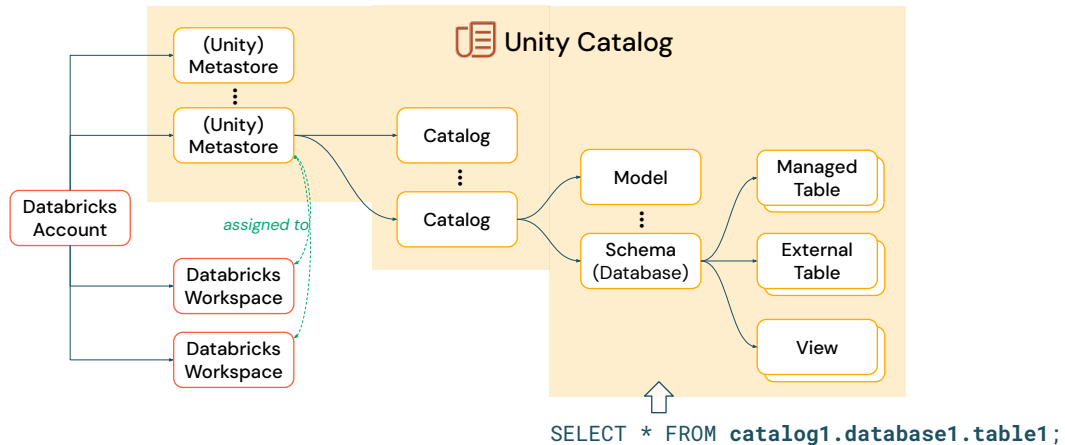 Unity Catalog
(Unity)
Metastore
(Unity)
Metastore
Catalog
Catalog
Model
Schema
(Database)
Managed
Table
External
Table
View
Databricks
Account
assigned to
Databricks
Workspace
Databricks
Workspace
SELECT * FROM catalog1.database1.table1;